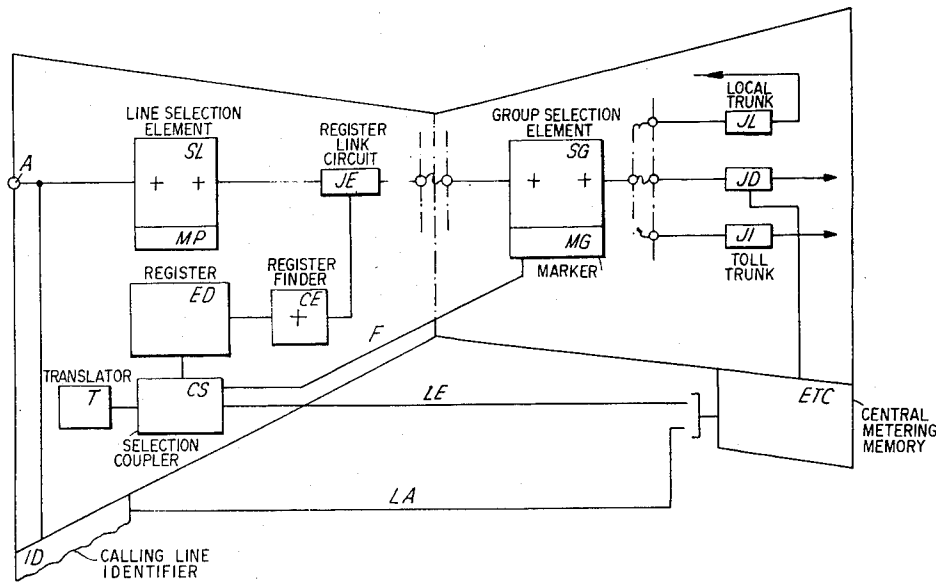 LINE SELECTION
ELEMENT
SL
MP
A
REGISTER
LINK
CIRCUIT
JE
GROUP SELECTION
ELEMENT
SG
MG
MARKER
LOCAL
TRUNK
JL
JD
JI
TOLL
TRUNK
REGISTER
ED
REGISTER
FINDER
CE
F
TRANSLATOR
T
CS
SELECTION
COUPLER
LE
ETC
CENTRAL
METERING
MEMORY
LA
ID
CALLING LINE
IDENTIFIER